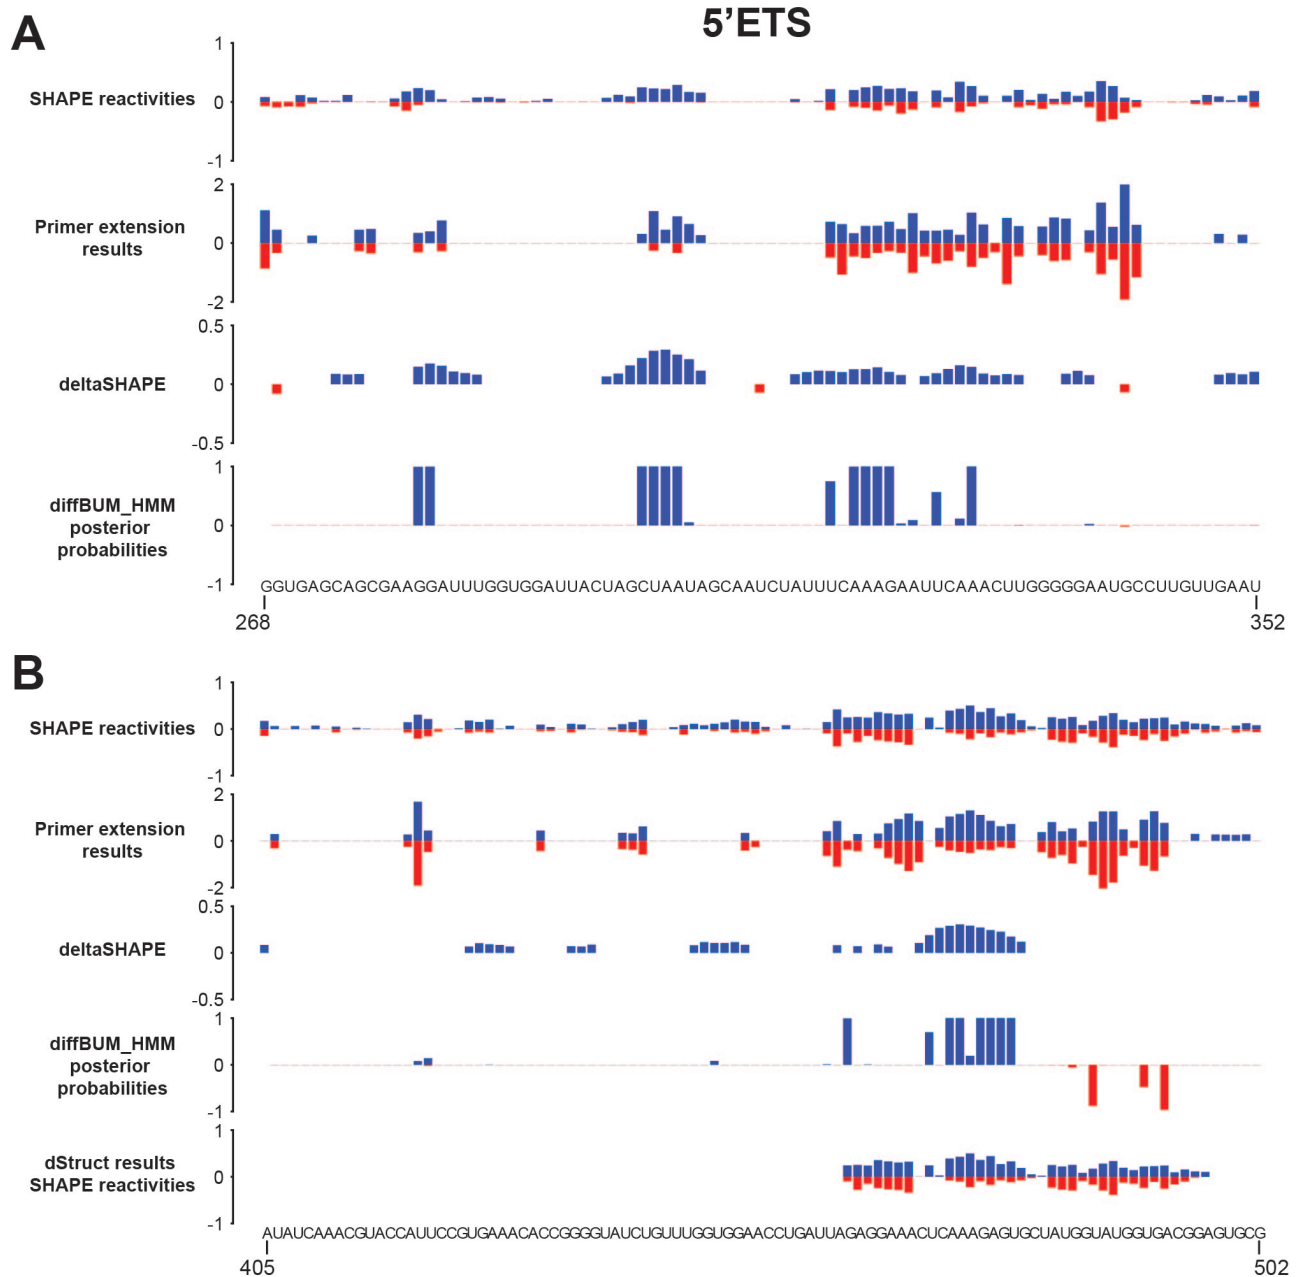 5'ETS
A
1
SHAPE reactivities
0
-1
2
Primer extension
results
0
-2
0.5
deltaSHAPE
0
-0.5
1
diffBUM_HMM
posterior
probabilities
0
-1
GGUGAGCAGCGAAGGAUUUGGUGGAUUACUAGCUAAUAGCAAUCUAUUUCAAAGAAUUCAAACUUGGGGGAAUGCCUUGUUGAAU
268 352
B
1
SHAPE reactivities
0
-1
2
Primer extension
results
0
-2
0.5
deltaSHAPE
0
-0.5
1
diffBUM_HMM
posterior
probabilities
0
-1
1
dStruct results
SHAPE reactivities
0
-1
AUAUCAAACGUACCAUUCCGUGAAACACCGGGGUAUCUGUUUGGUGGAACCUGAUUAGAGGAAACUCAAAGAGUGCUAUGGUAUGGUGACGGAGUGCG
405 502